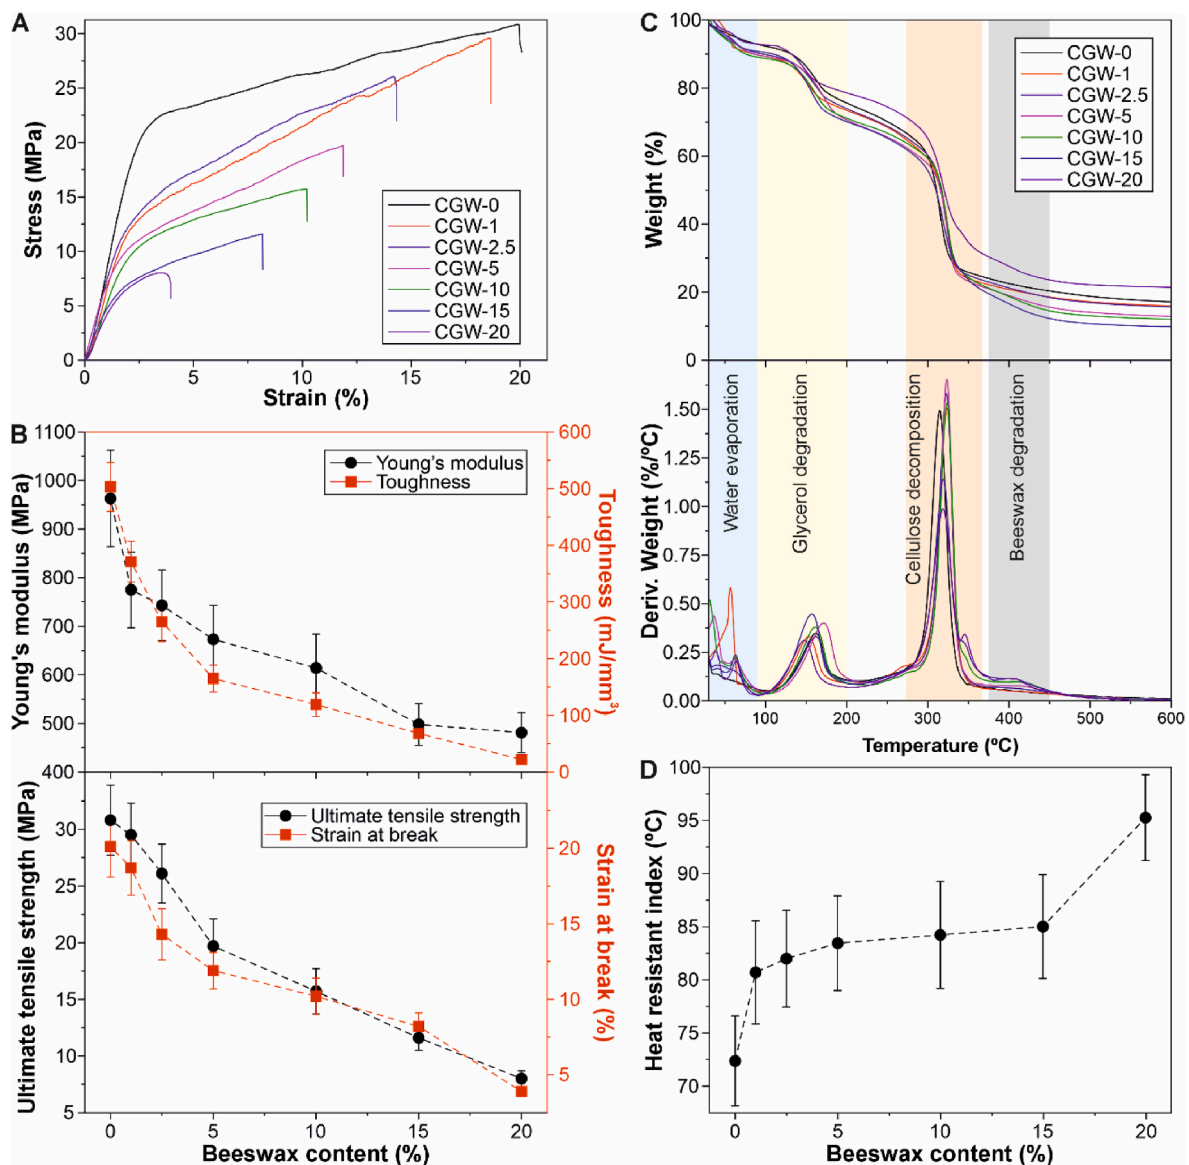 A
Stress (MPa)
30
25
20
15
10
5
0
CGW-0
CGW-1
CGW-2.5
CGW-5
CGW-10
CGW-15
CGW-20
0 5 10 15 20
Strain (%)
B
Young's modulus (MPa)
1100
1000
900
800
700
600
500
400
Young's modulus
Toughness
600
500
400
300
200
100
0
Toughness (mJ/mm³)
Ultimate tensile strength (MPa)
30
25
20
15
10
5
Ultimate tensile strength
Strain at break
20
15
10
5
Strain at break (%)
0 5 10 15 20
Beeswax content (%)
C
Weight (%)
100
80
60
40
20
0
CGW-0
CGW-1
CGW-2.5
CGW-5
CGW-10
CGW-15
CGW-20
Deriv. Weight (%/ºC)
1.50
1.25
1.00
0.75
0.50
0.25
0.00
Water evaporation
Glycerol degradation
Cellulose decomposition
Beeswax degradation
100 200 300 400 500 600
Temperature (ºC)
D
Heat resistant index (ºC)
100
95
90
85
80
75
70
0 5 10 15 20
Beeswax content (%)